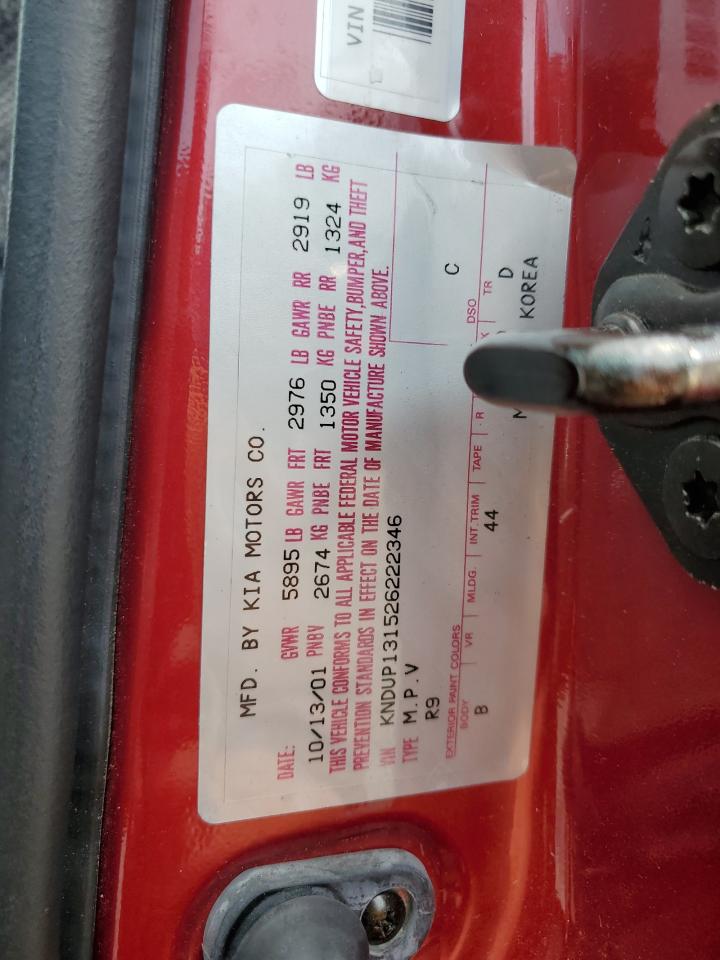 VIN
MFD. BY KIA MOTORS CO.
DATE: GVWR 5895 LB GAWR FRT 2976 LB GAWR RR 2919 LB
10/13/01 PNBV 2674 KG PNBE FRT 1350 KG PNBE RR 1324 KG
THIS VEHICLE CONFORMS TO ALL APPLICABLE FEDERAL MOTOR VEHICLE SAFETY,BUMPER,AND THEFT
PREVENTION STANDARDS IN EFFECT ON THE DATE OF MANUFACTURE SHOWN ABOVE.
VIN KNDUP131526222346
TYPE M.P.V
R9 C
EXTERIOR PAINT COLORS
BODY VR MLDG. INT.TRIM TAPE R DSO TR
B 44 D
KOREA